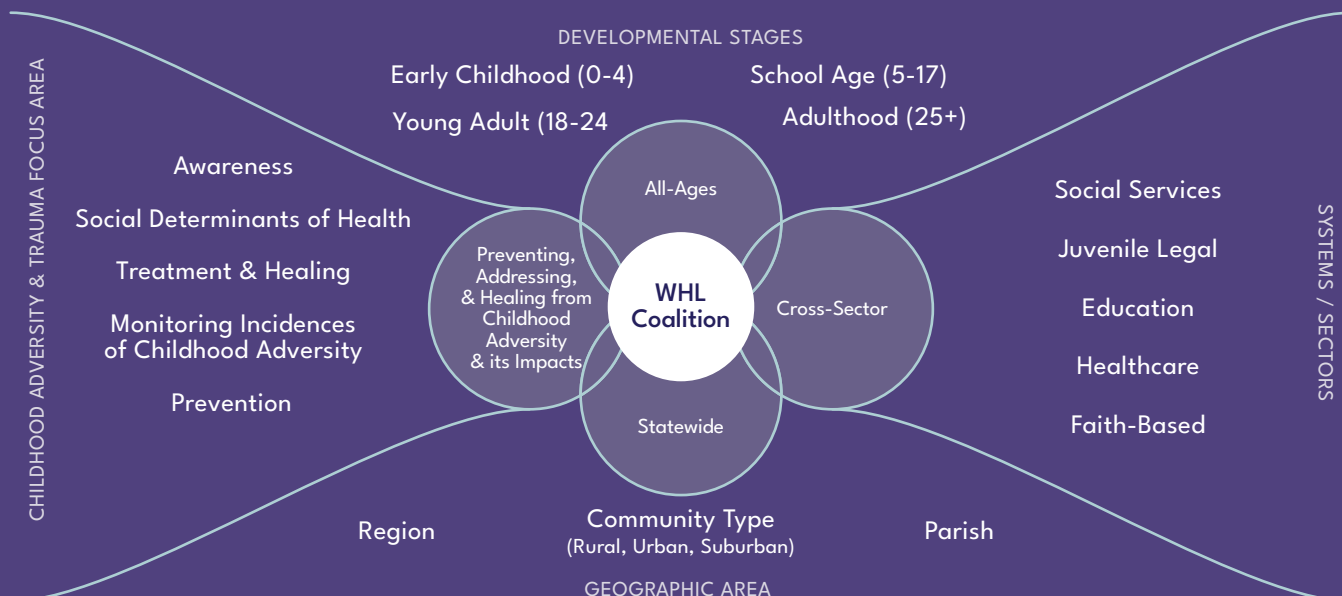 DEVELOPMENTAL STAGES
Early Childhood (0-4)
School Age (5-17)
Young Adult (18-24
Adulthood (25+)
CHILDHOOD ADVERSITY & TRAUMA FOCUS AREA
Awareness
Social Determinants of Health
Treatment & Healing
Monitoring Incidences
of Childhood Adversity
Prevention
All-Ages
Preventing,
Addressing,
& Healing from
Childhood
Adversity
& its Impacts
WHL
Coalition
Cross-Sector
Statewide
Social Services
Juvenile Legal
Education
Healthcare
Faith-Based
SYSTEMS / SECTORS
Region
Community Type
(Rural, Urban, Suburban)
Parish
GEOGRAPHIC AREA